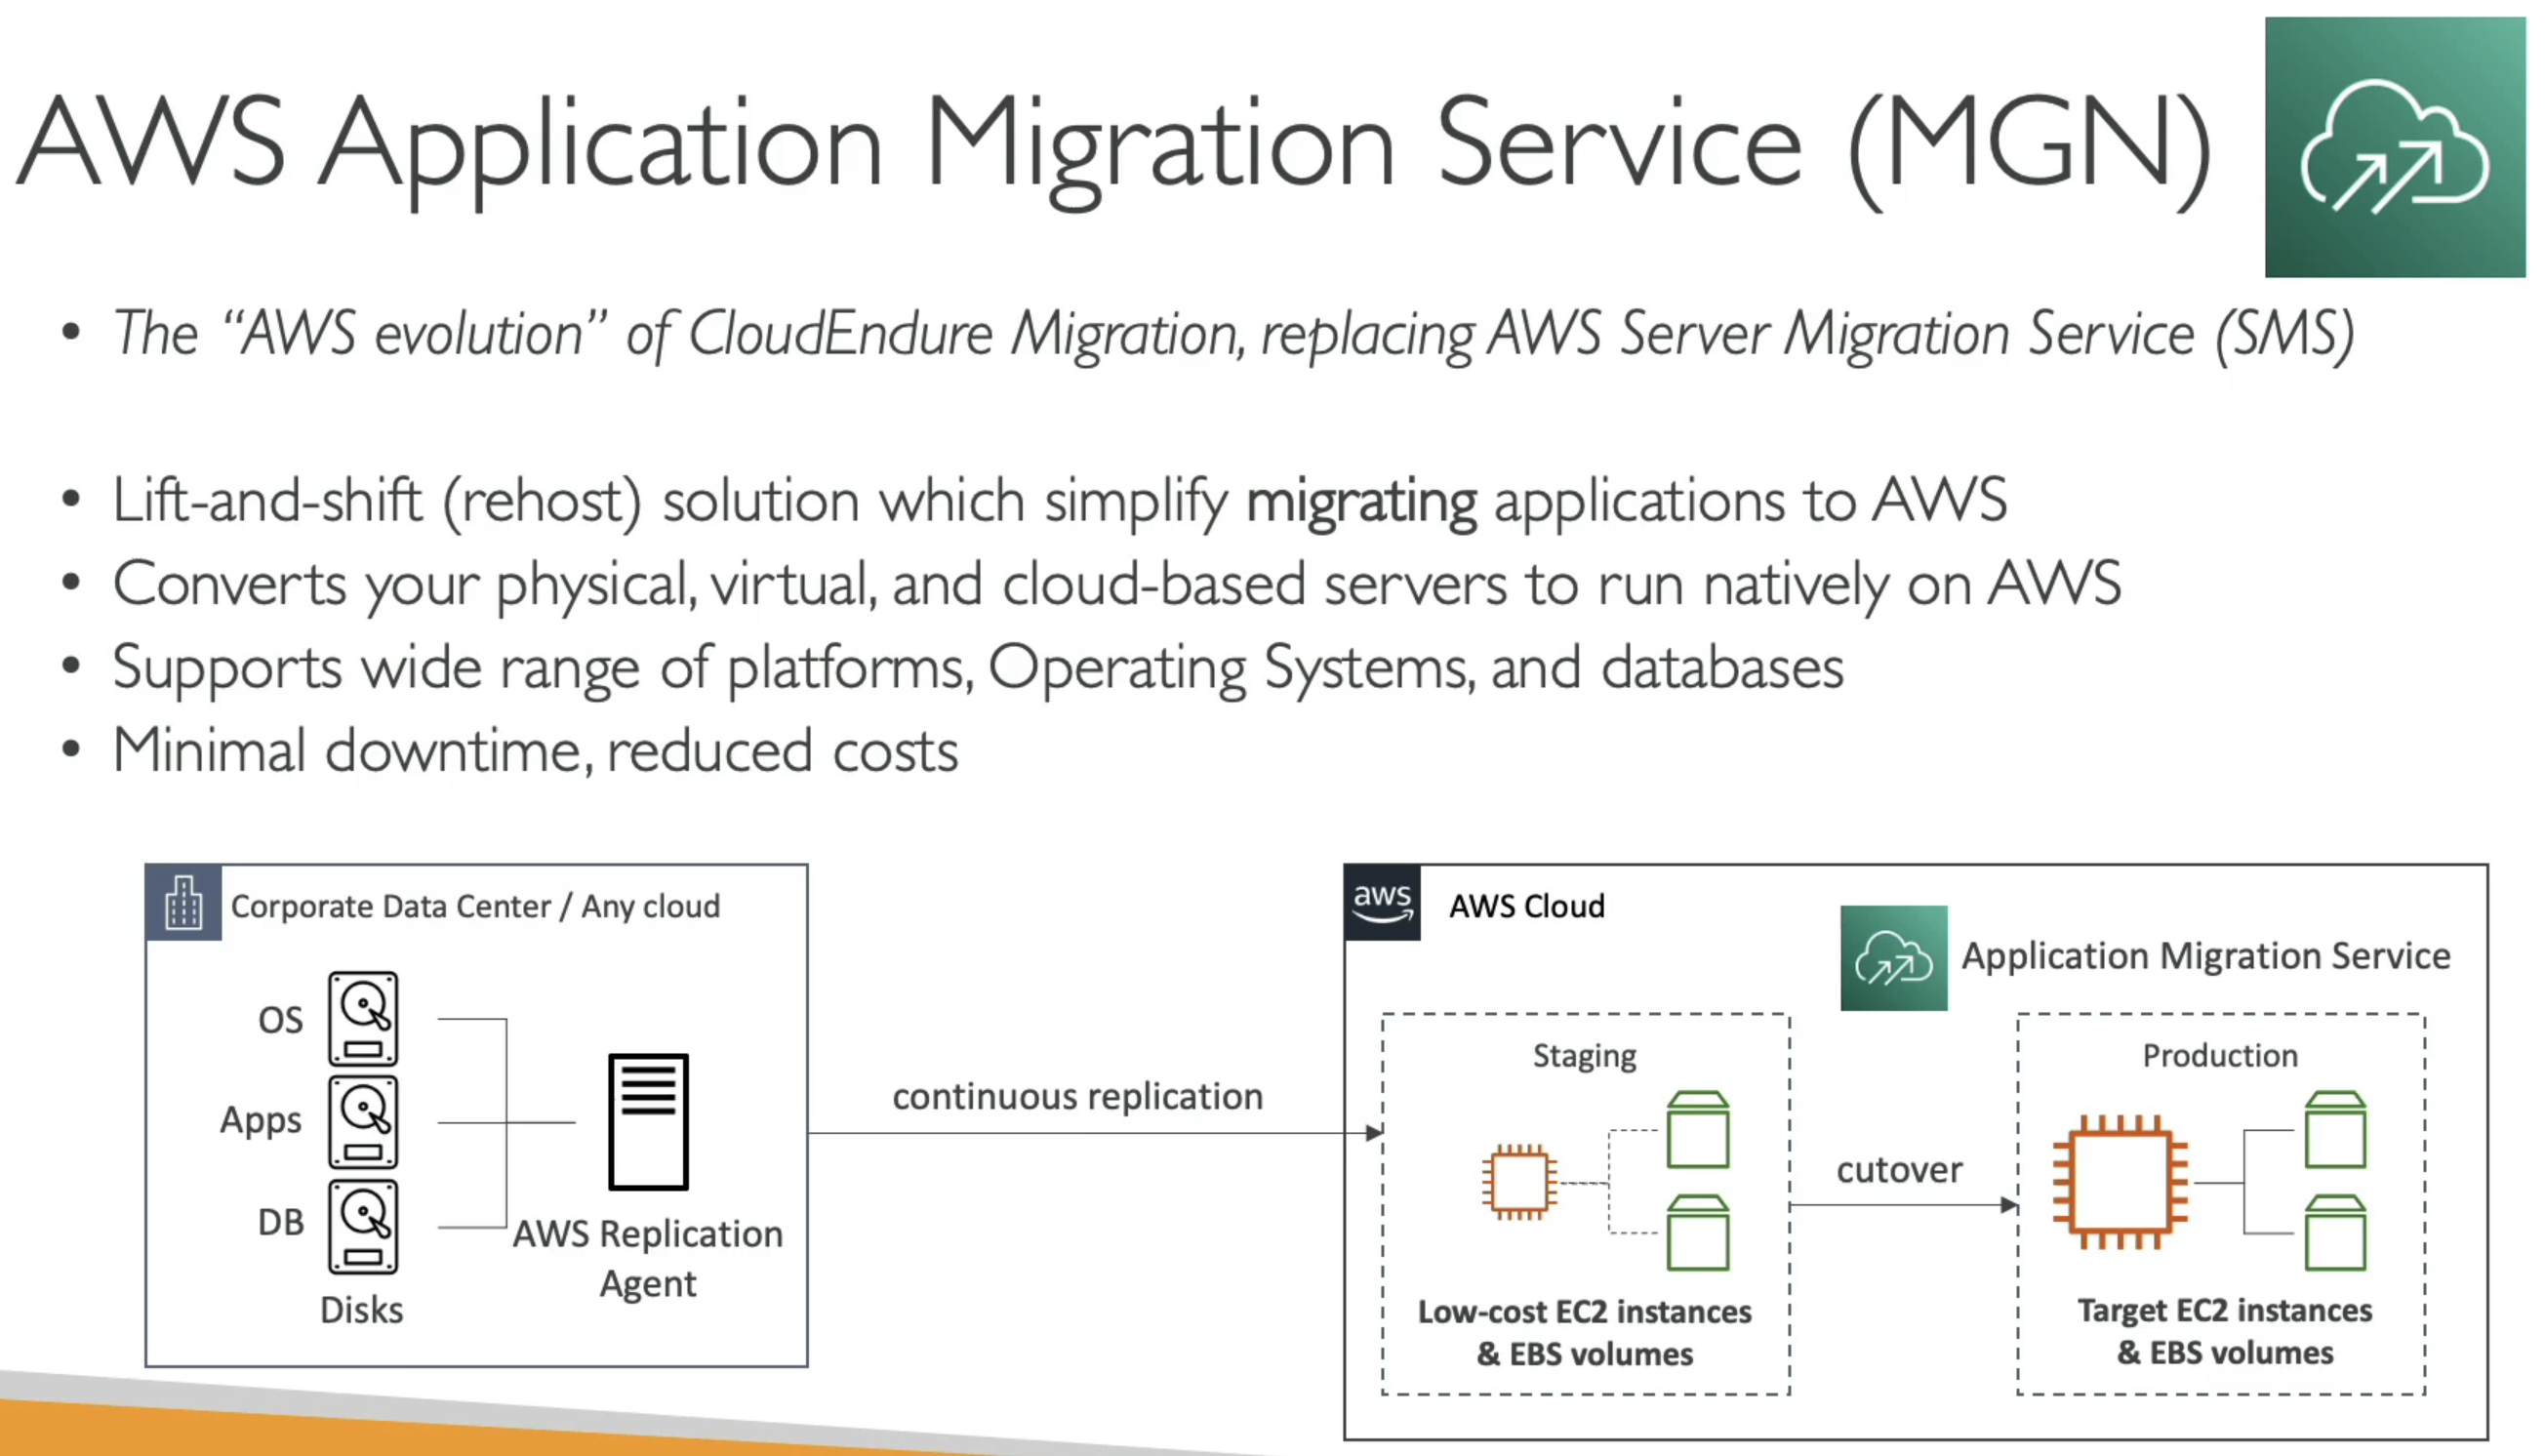 AWS Application Migration Service (MGN)
• The “AWS evolution” of CloudEndure Migration, replacing AWS Server Migration Service (SMS)
• Lift-and-shift (rehost) solution which simplify migrating applications to AWS
• Converts your physical, virtual, and cloud-based servers to run natively on AWS
• Supports wide range of platforms, Operating Systems, and databases
• Minimal downtime, reduced costs
Corporate Data Center / Any cloud
OS
Apps
DB
Disks
AWS Replication
Agent
continuous replication
aws
AWS Cloud
Application Migration Service
Staging
Low-cost EC2 instances
& EBS volumes
cutover
Production
Target EC2 instances
& EBS volumes